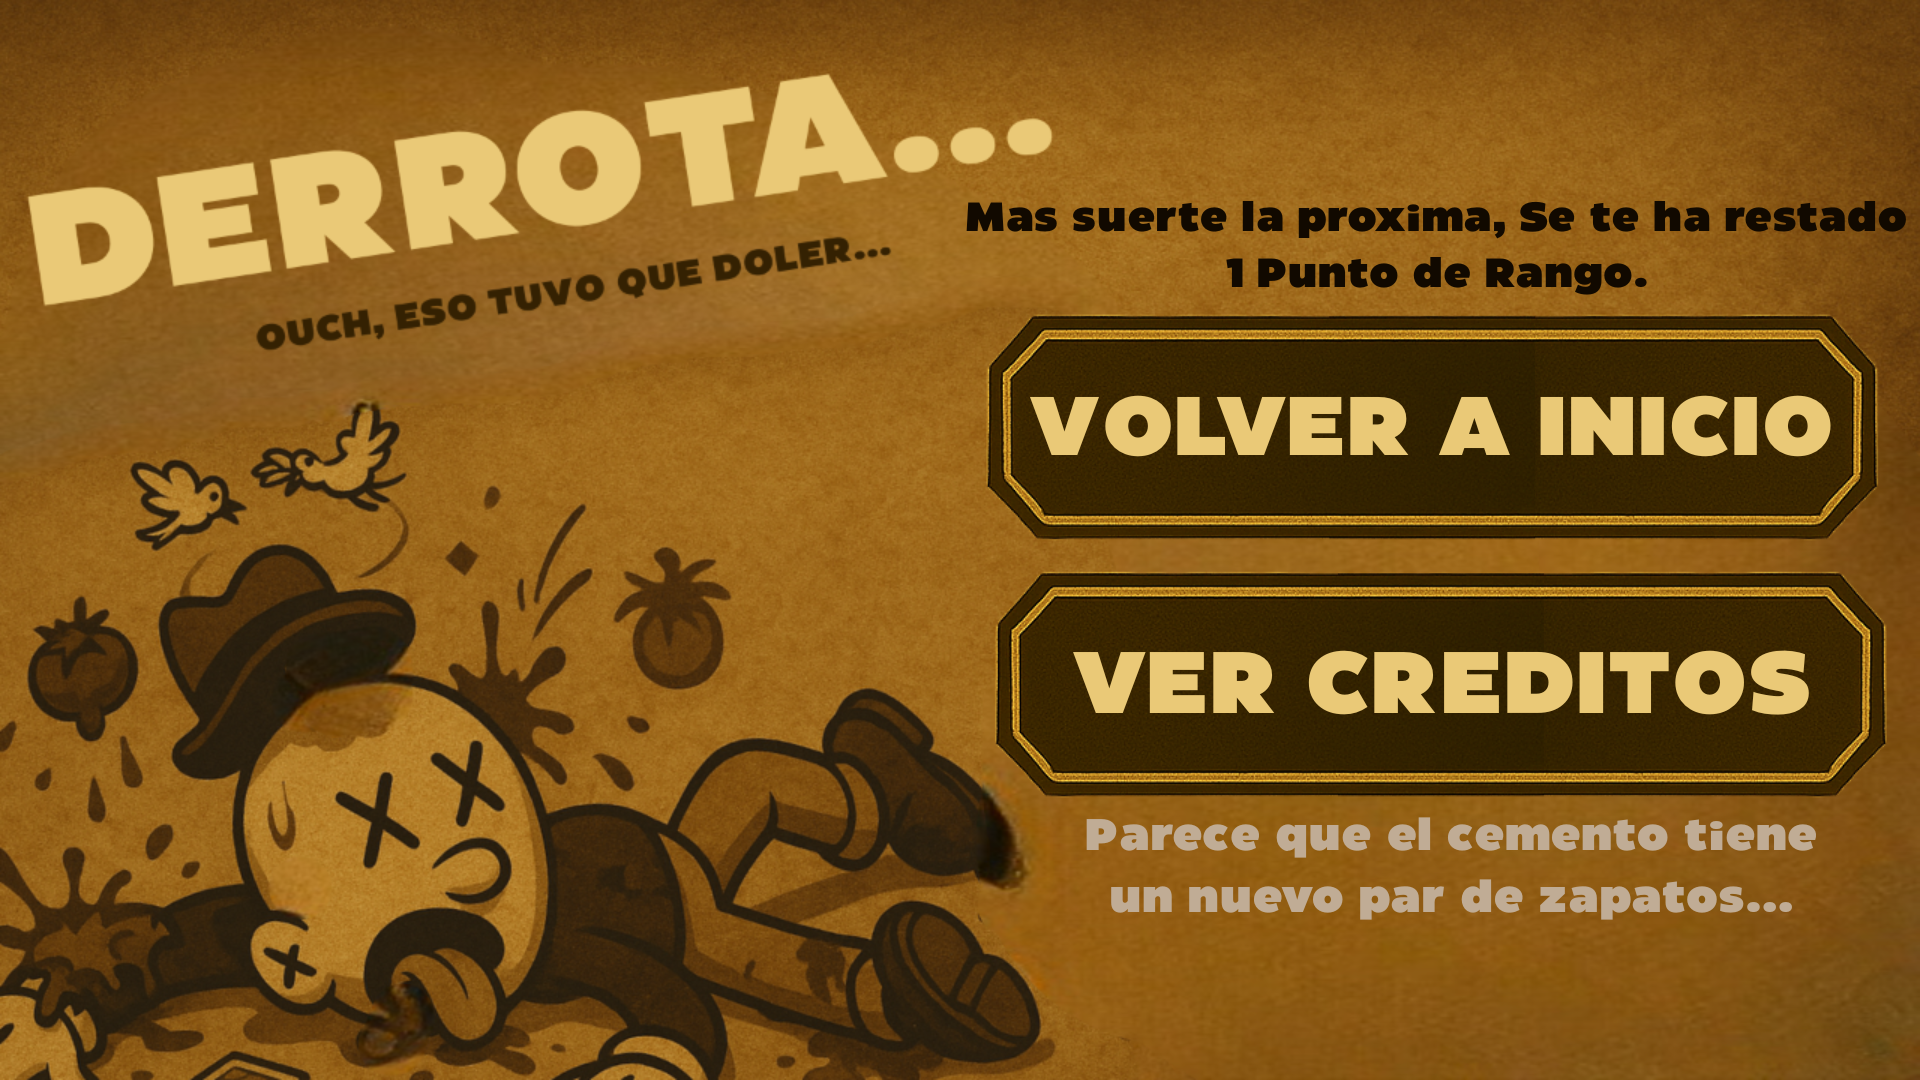 DERROTA...
OUCH, ESO TUVO QUE DOLER...
Mas suerte la proxima, Se te ha restado
1 Punto de Rango.
VOLVER A INICIO
VER CREDITOS
Parece que el cemento tiene
un nuevo par de zapatos...